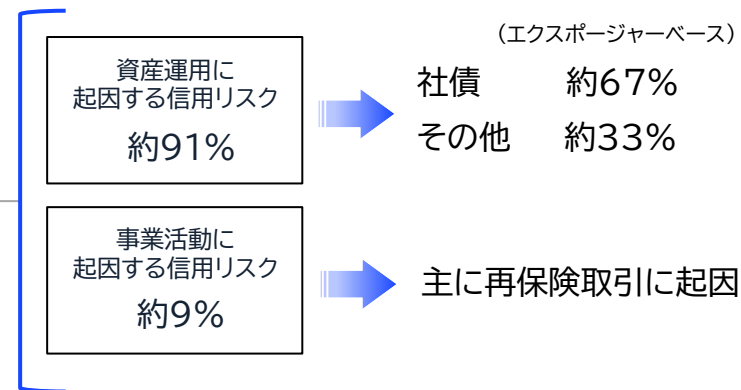 （エクスポージャーベース）
資産運用に
起因する信用リスク
約91%
社債 約67%
その他 約33%
事業活動に
起因する信用リスク
約9%
主に再保険取引に起因